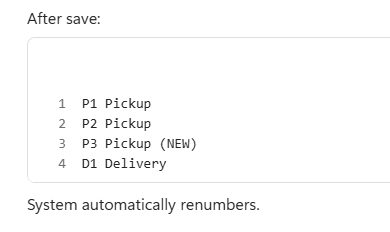 After save:
1 P1 Pickup
2 P2 Pickup
3 P3 Pickup (NEW)
4 D1 Delivery
System automatically renumbers.